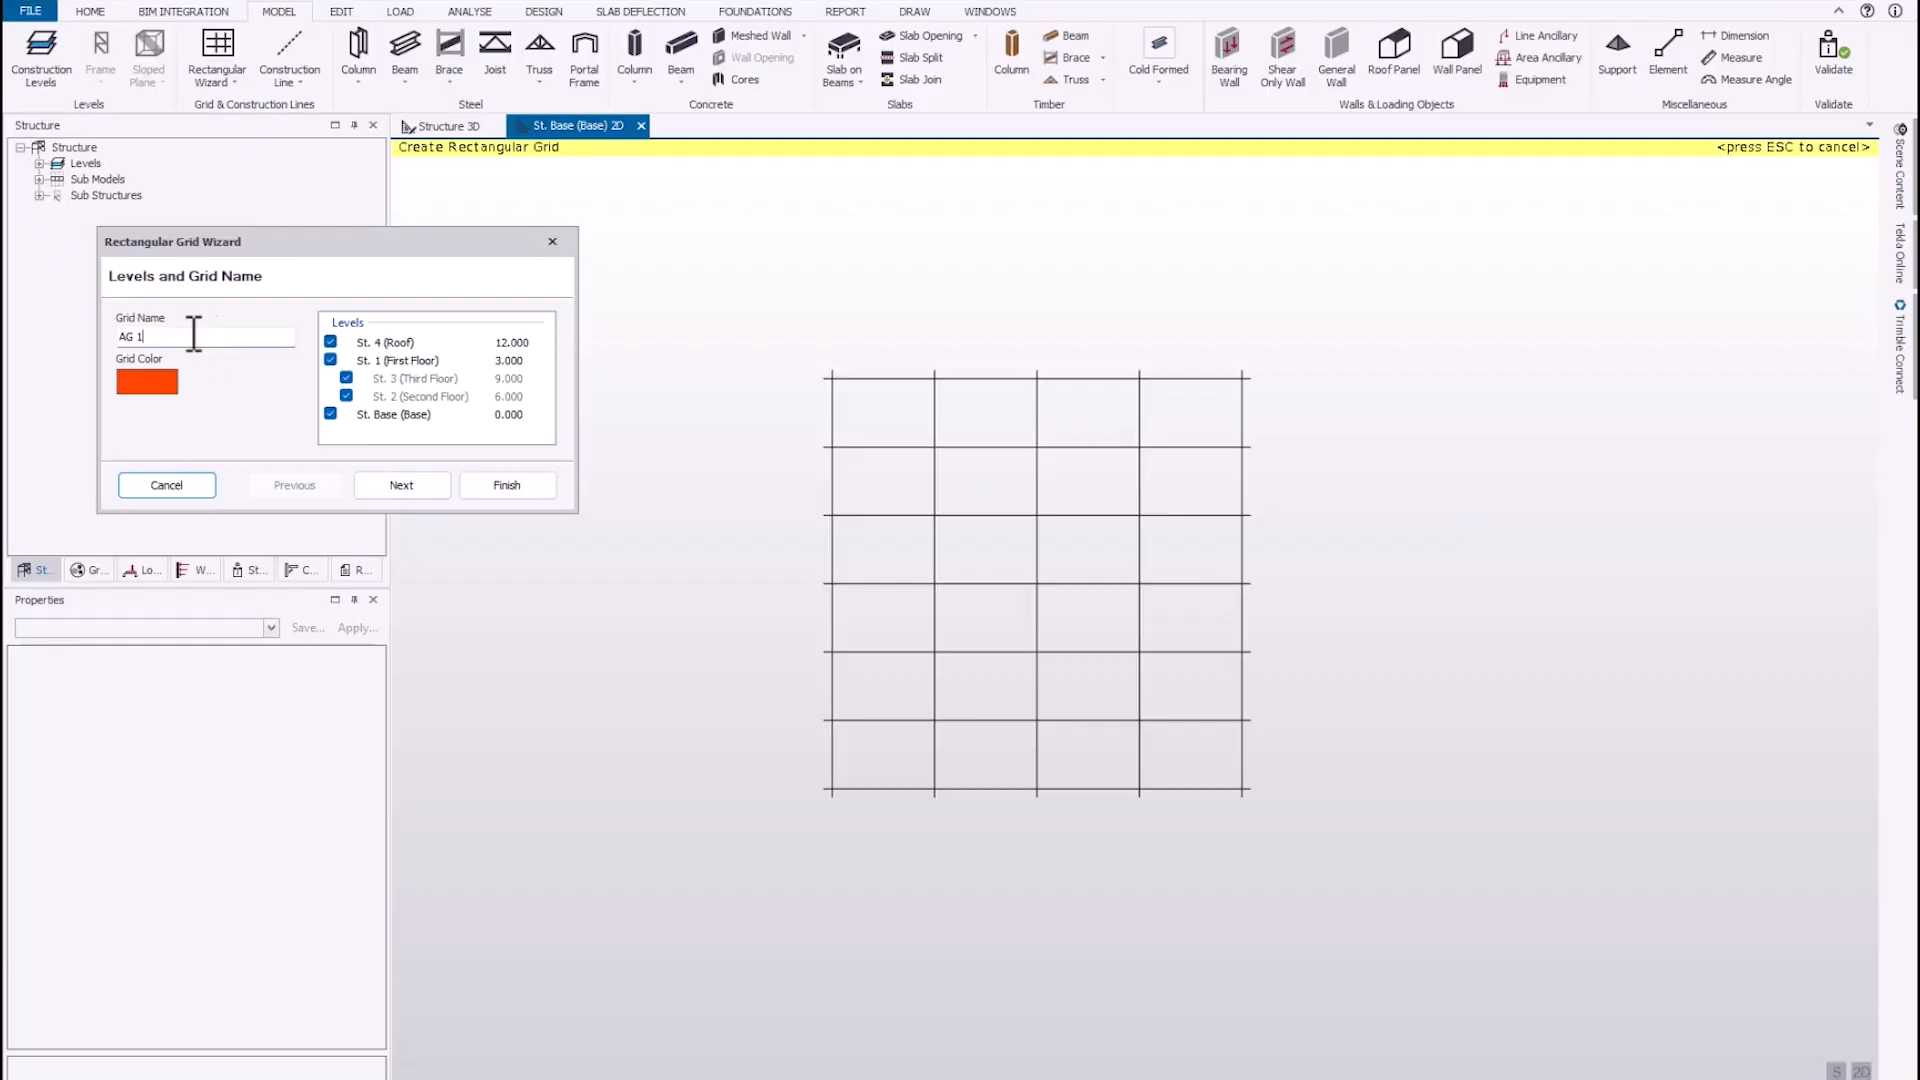 FILE HOME BIM INTEGRATION MODEL EDIT LOAD ANALYSE DESIGN SLAB DEFLECTION FOUNDATIONS REPORT DRAW WINDOWS
Construction Levels
Frame
Sloped Plane
Levels
Rectangular Wizard
Construction Line
Grid & Construction Lines
Column
Beam
Brace
Joist
Truss
Portal Frame
Steel
Column
Beam
Meshed Wall
Wall Opening
Cores
Concrete
Slab on Beams
Slab Opening
Slab Split
Slab Join
Slabs
Column
Beam
Brace
Truss
Timber
Cold Formed
Bearing Wall
Shear Only Wall
General Wall
Roof Panel
Wall Panel
Line Ancillary
Area Ancillary
Equipment
Walls & Loading Objects
Support
Element
Dimension
Measure
Measure Angle
Miscellaneous
Validate
Validate
Structure
Structure
Levels
Sub Models
Sub Structures
Structure 3D
St. Base (Base) 2D
Create Rectangular Grid
<press ESC to cancel>
Rectangular Grid Wizard
Levels and Grid Name
Grid Name
AG 1
Grid Color
Levels
St. 4 (Roof) 12.000
St. 1 (First Floor) 3.000
St. 3 (Third Floor) 9.000
St. 2 (Second Floor) 6.000
St. Base (Base) 0.000
Cancel Previous Next Finish
St... Gr... Lo... W... St... C... R...
Properties
Save... Apply...
Scene Content
Tekla Online
Trimble Connect
S 2D